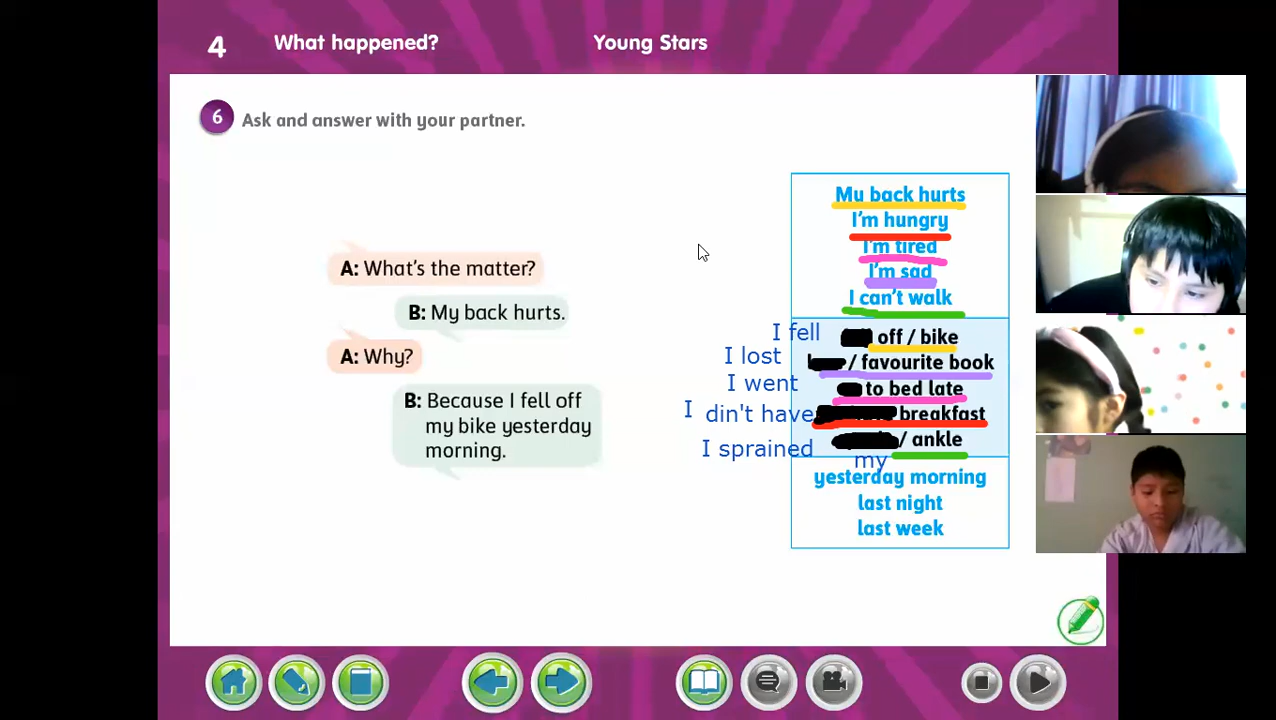 4 What happened? Young Stars
6 Ask and answer with your partner.
A: What's the matter?
B: My back hurts.
A: Why?
B: Because I fell off
my bike yesterday
morning.
Mu back hurts
I'm hungry
I'm tired
I'm sad
I can't walk
I fell off / bike
I lost / favourite book
I went to bed late
I din't have breakfast
I sprained / ankle
my
yesterday morning
last night
last week